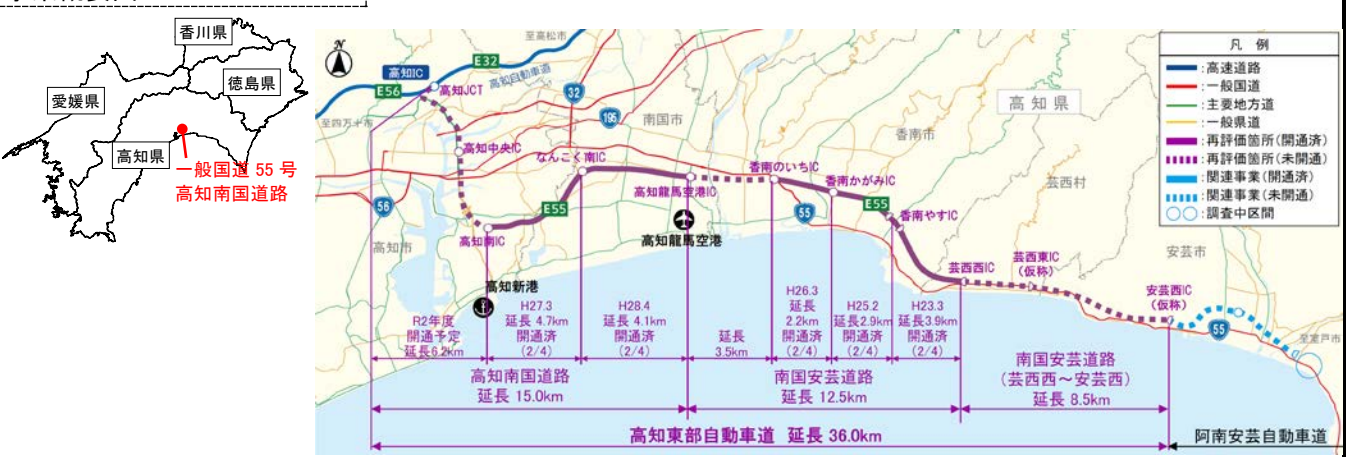 香川県
徳島県
愛媛県
高知県
一般国道 55 号
高知南国道路
N
至高松市
高知IC
E32
高知自動車道
E56
高知JCT
32
195
至四万十市
南国市
高知県
香南市
芸西村
安芸市
高知中央IC
なんこく南IC
香南のいちIC
香南かがみIC
高知龍馬空港IC
E55
55
E55
香南やすIC
56
高知市
高知南IC
高知龍馬空港
芸西西IC
芸西東IC
(仮称)
安芸西IC
(仮称)
高知新港
55
至室戸市
凡 例
:高速道路
:一般国道
:主要地方道
:一般県道
:再評価箇所(開通済)
:再評価箇所(未開通)
:関連事業(開通済)
:関連事業(未開通)
:調査中区間
R2年度
開通予定
延長6.2km
H27.3
延長 4.7km
開通済
(2/4)
H28.4
延長 4.1km
開通済
(2/4)
延長
3.5km
H26.3
延長
2.2km
開通済
(2/4)
H25.2
延長2.9km
開通済
(2/4)
H23.3
延長3.9km
開通済
(2/4)
高知南国道路
延長 15.0km
南国安芸道路
延長 12.5km
南国安芸道路
(芸西西～安芸西)
延長 8.5km
高知東部自動車道 延長 36.0km
阿南安芸自動車道